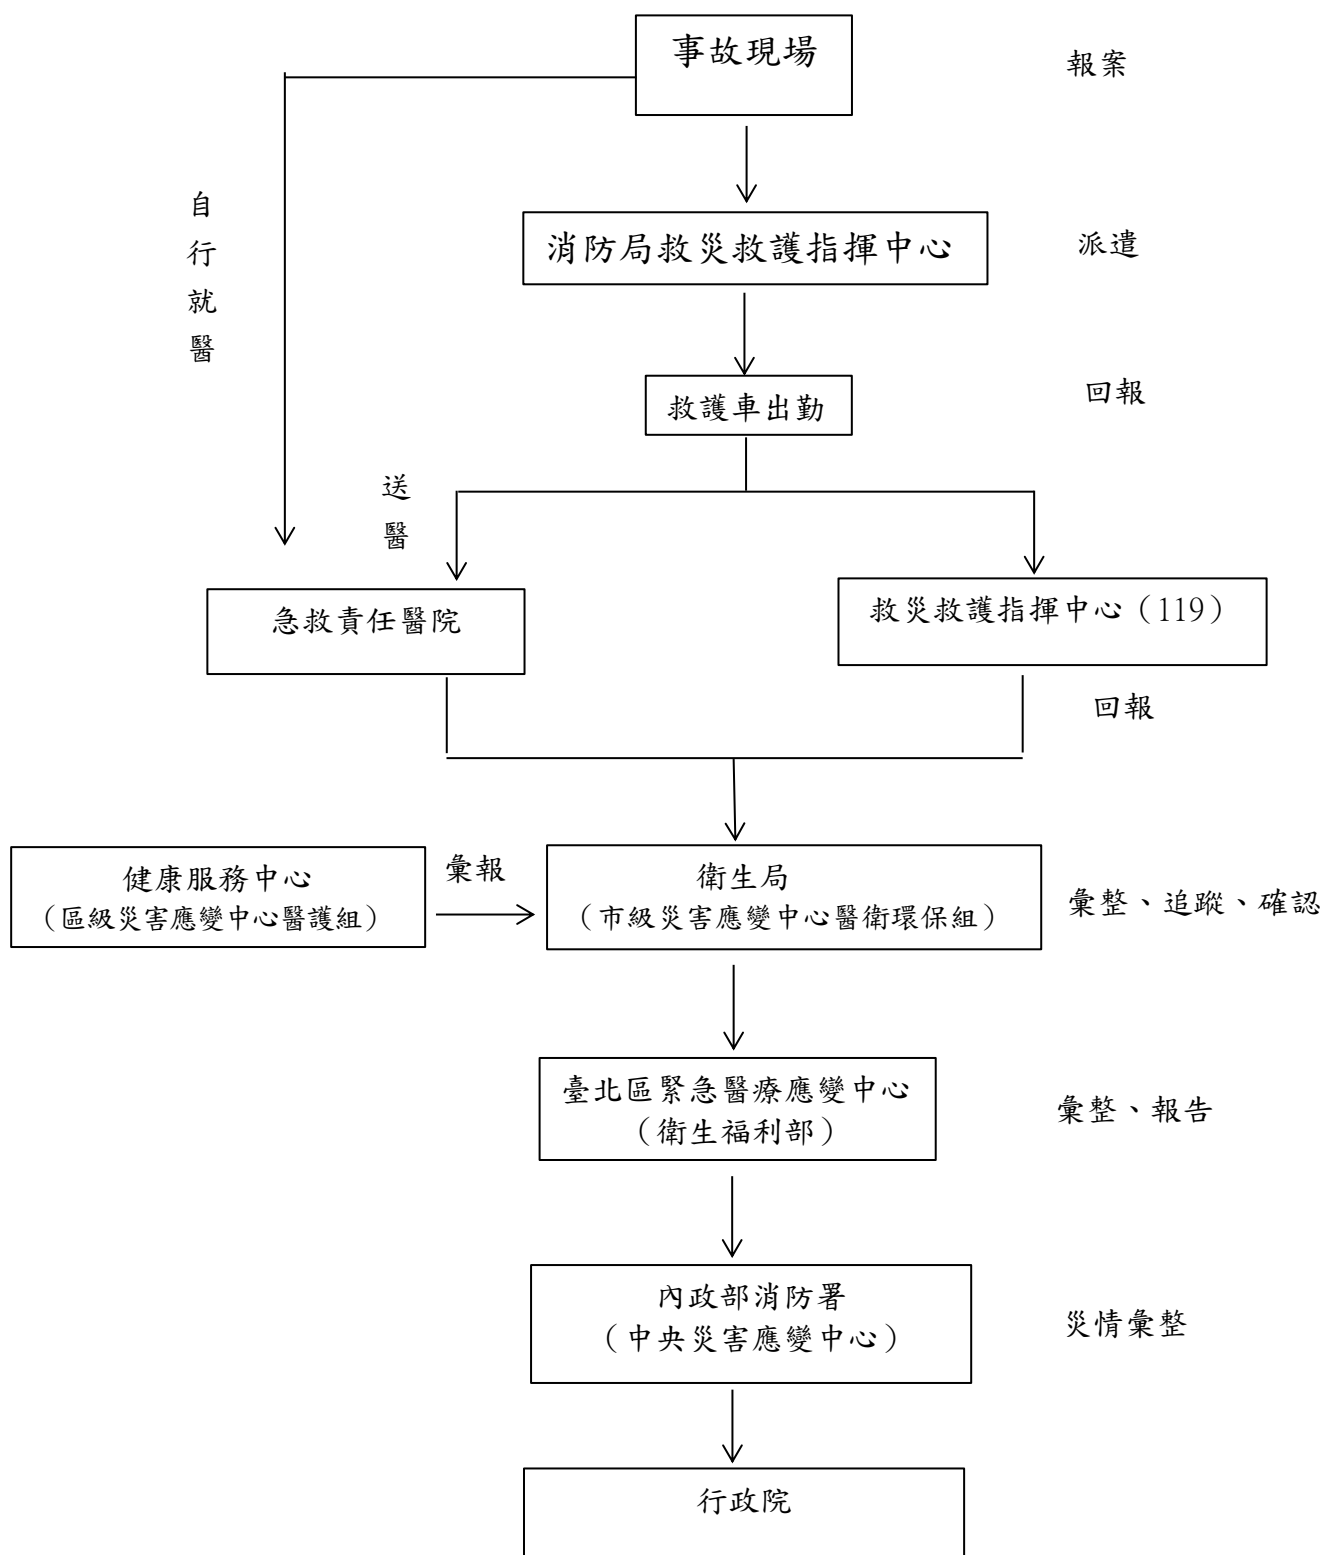 事故現場
報案
自行就醫
消防局救災救護指揮中心
派遣
救護車出勤
回報
送醫
急救責任醫院
救災救護指揮中心（119）
回報
健康服務中心
（區級災害應變中心醫護組）
彙報
衛生局
（市級災害應變中心醫衛環保組）
彙整、追蹤、確認
臺北區緊急醫療應變中心
（衛生福利部）
彙整、報告
內政部消防署
（中央災害應變中心）
災情彙整
行政院